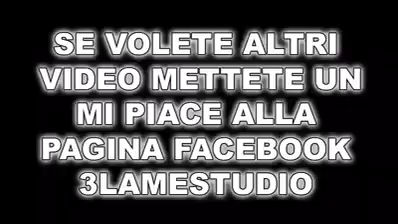 SE VOLETE ALTRI
VIDEO METTETE UN
MI PIACE ALLA
PAGINA FACEBOOK
3LAMESTUDIO